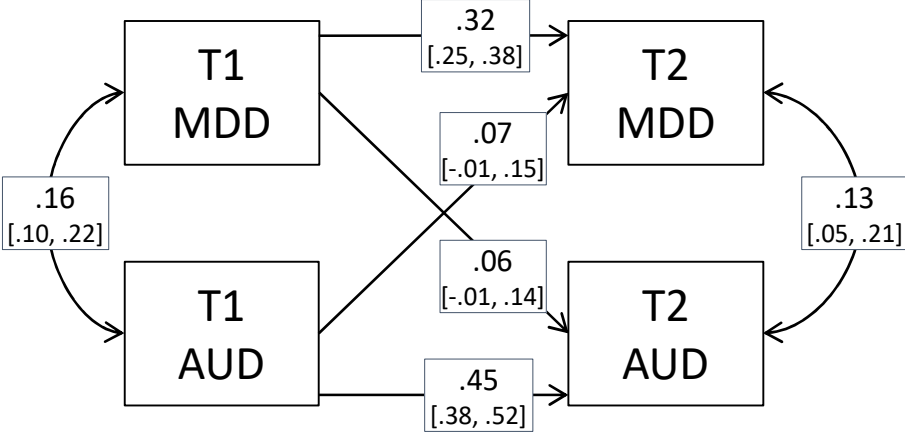 T1
MDD
.32
[.25, .38]
T2
MDD
.07
[-.01, .15]
.16
[.10, .22]
.13
[.05, .21]
.06
[-.01, .14]
T1
AUD
T2
AUD
.45
[.38, .52]